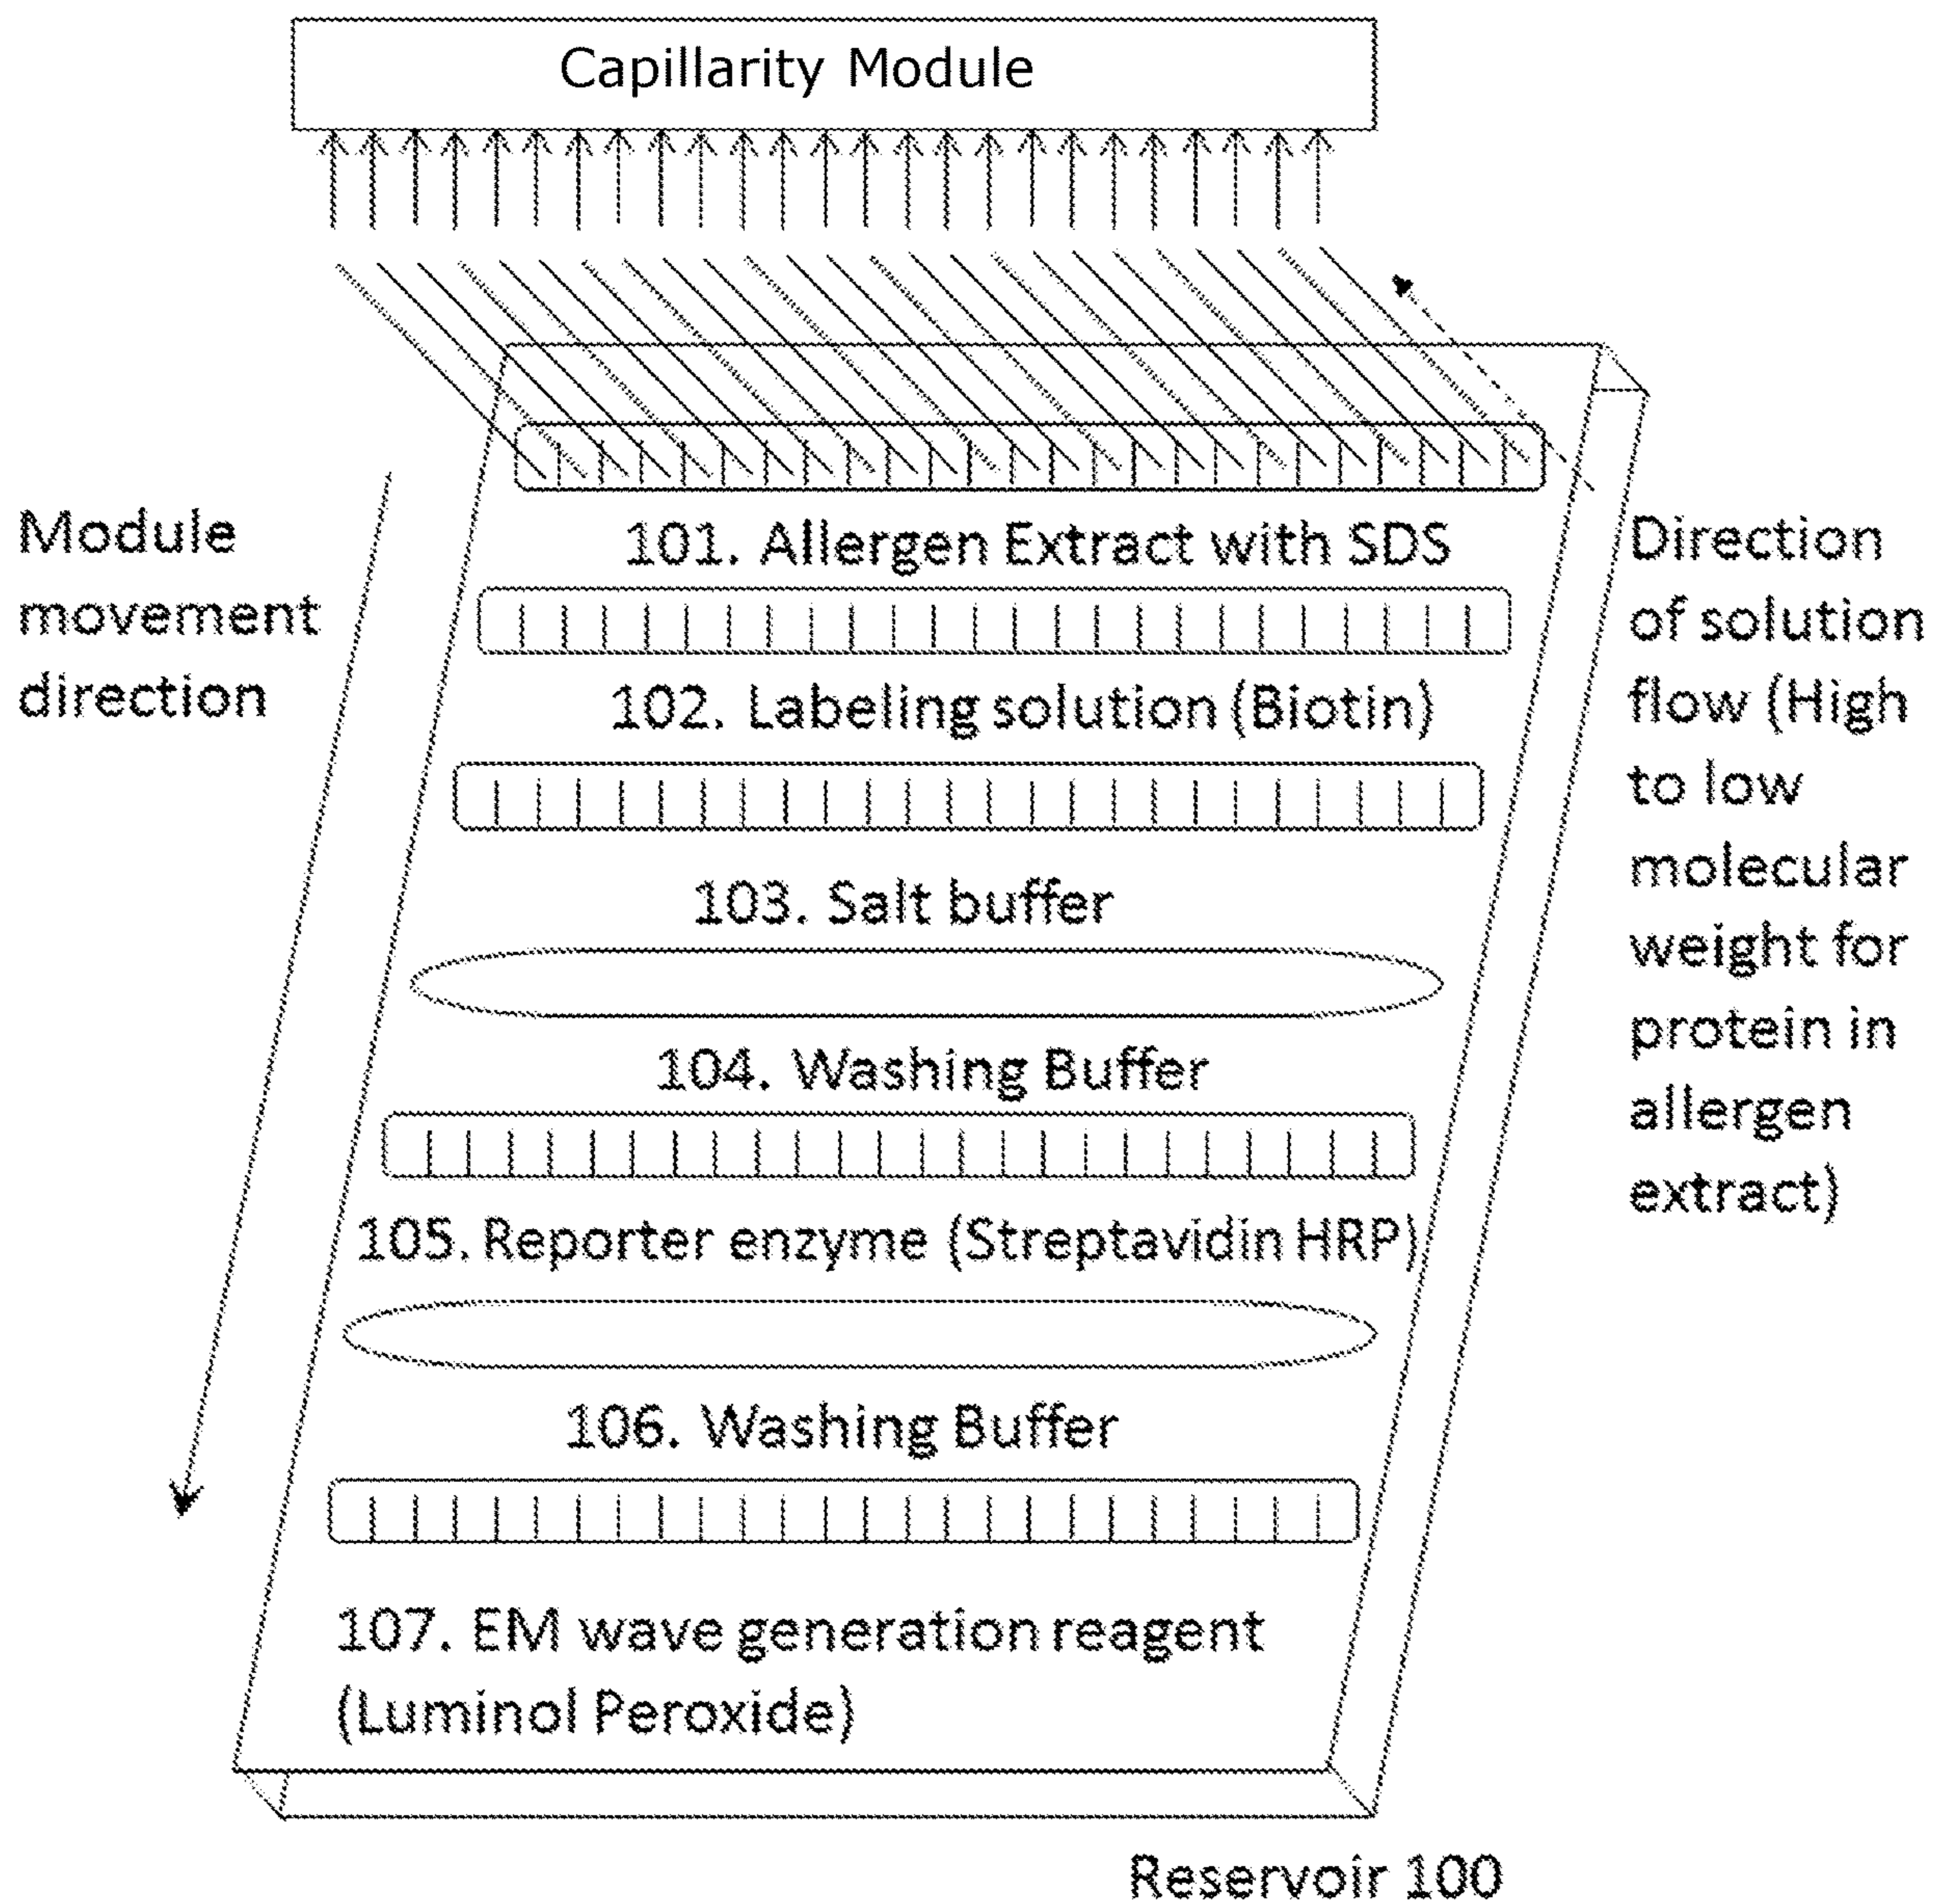 Capillarity Module
Module
movement
direction
101. Allergen Extract with SDS
102. Labeling solution (Biotin)
103. Salt buffer
104. Washing Buffer
105. Reporter enzyme (Streptavidin HRP)
106. Washing Buffer
107. EM wave generation reagent
(Luminol Peroxide)
Direction
of solution
flow (High
to low
molecular
weight for
protein in
allergen
extract)
Reservoir 100